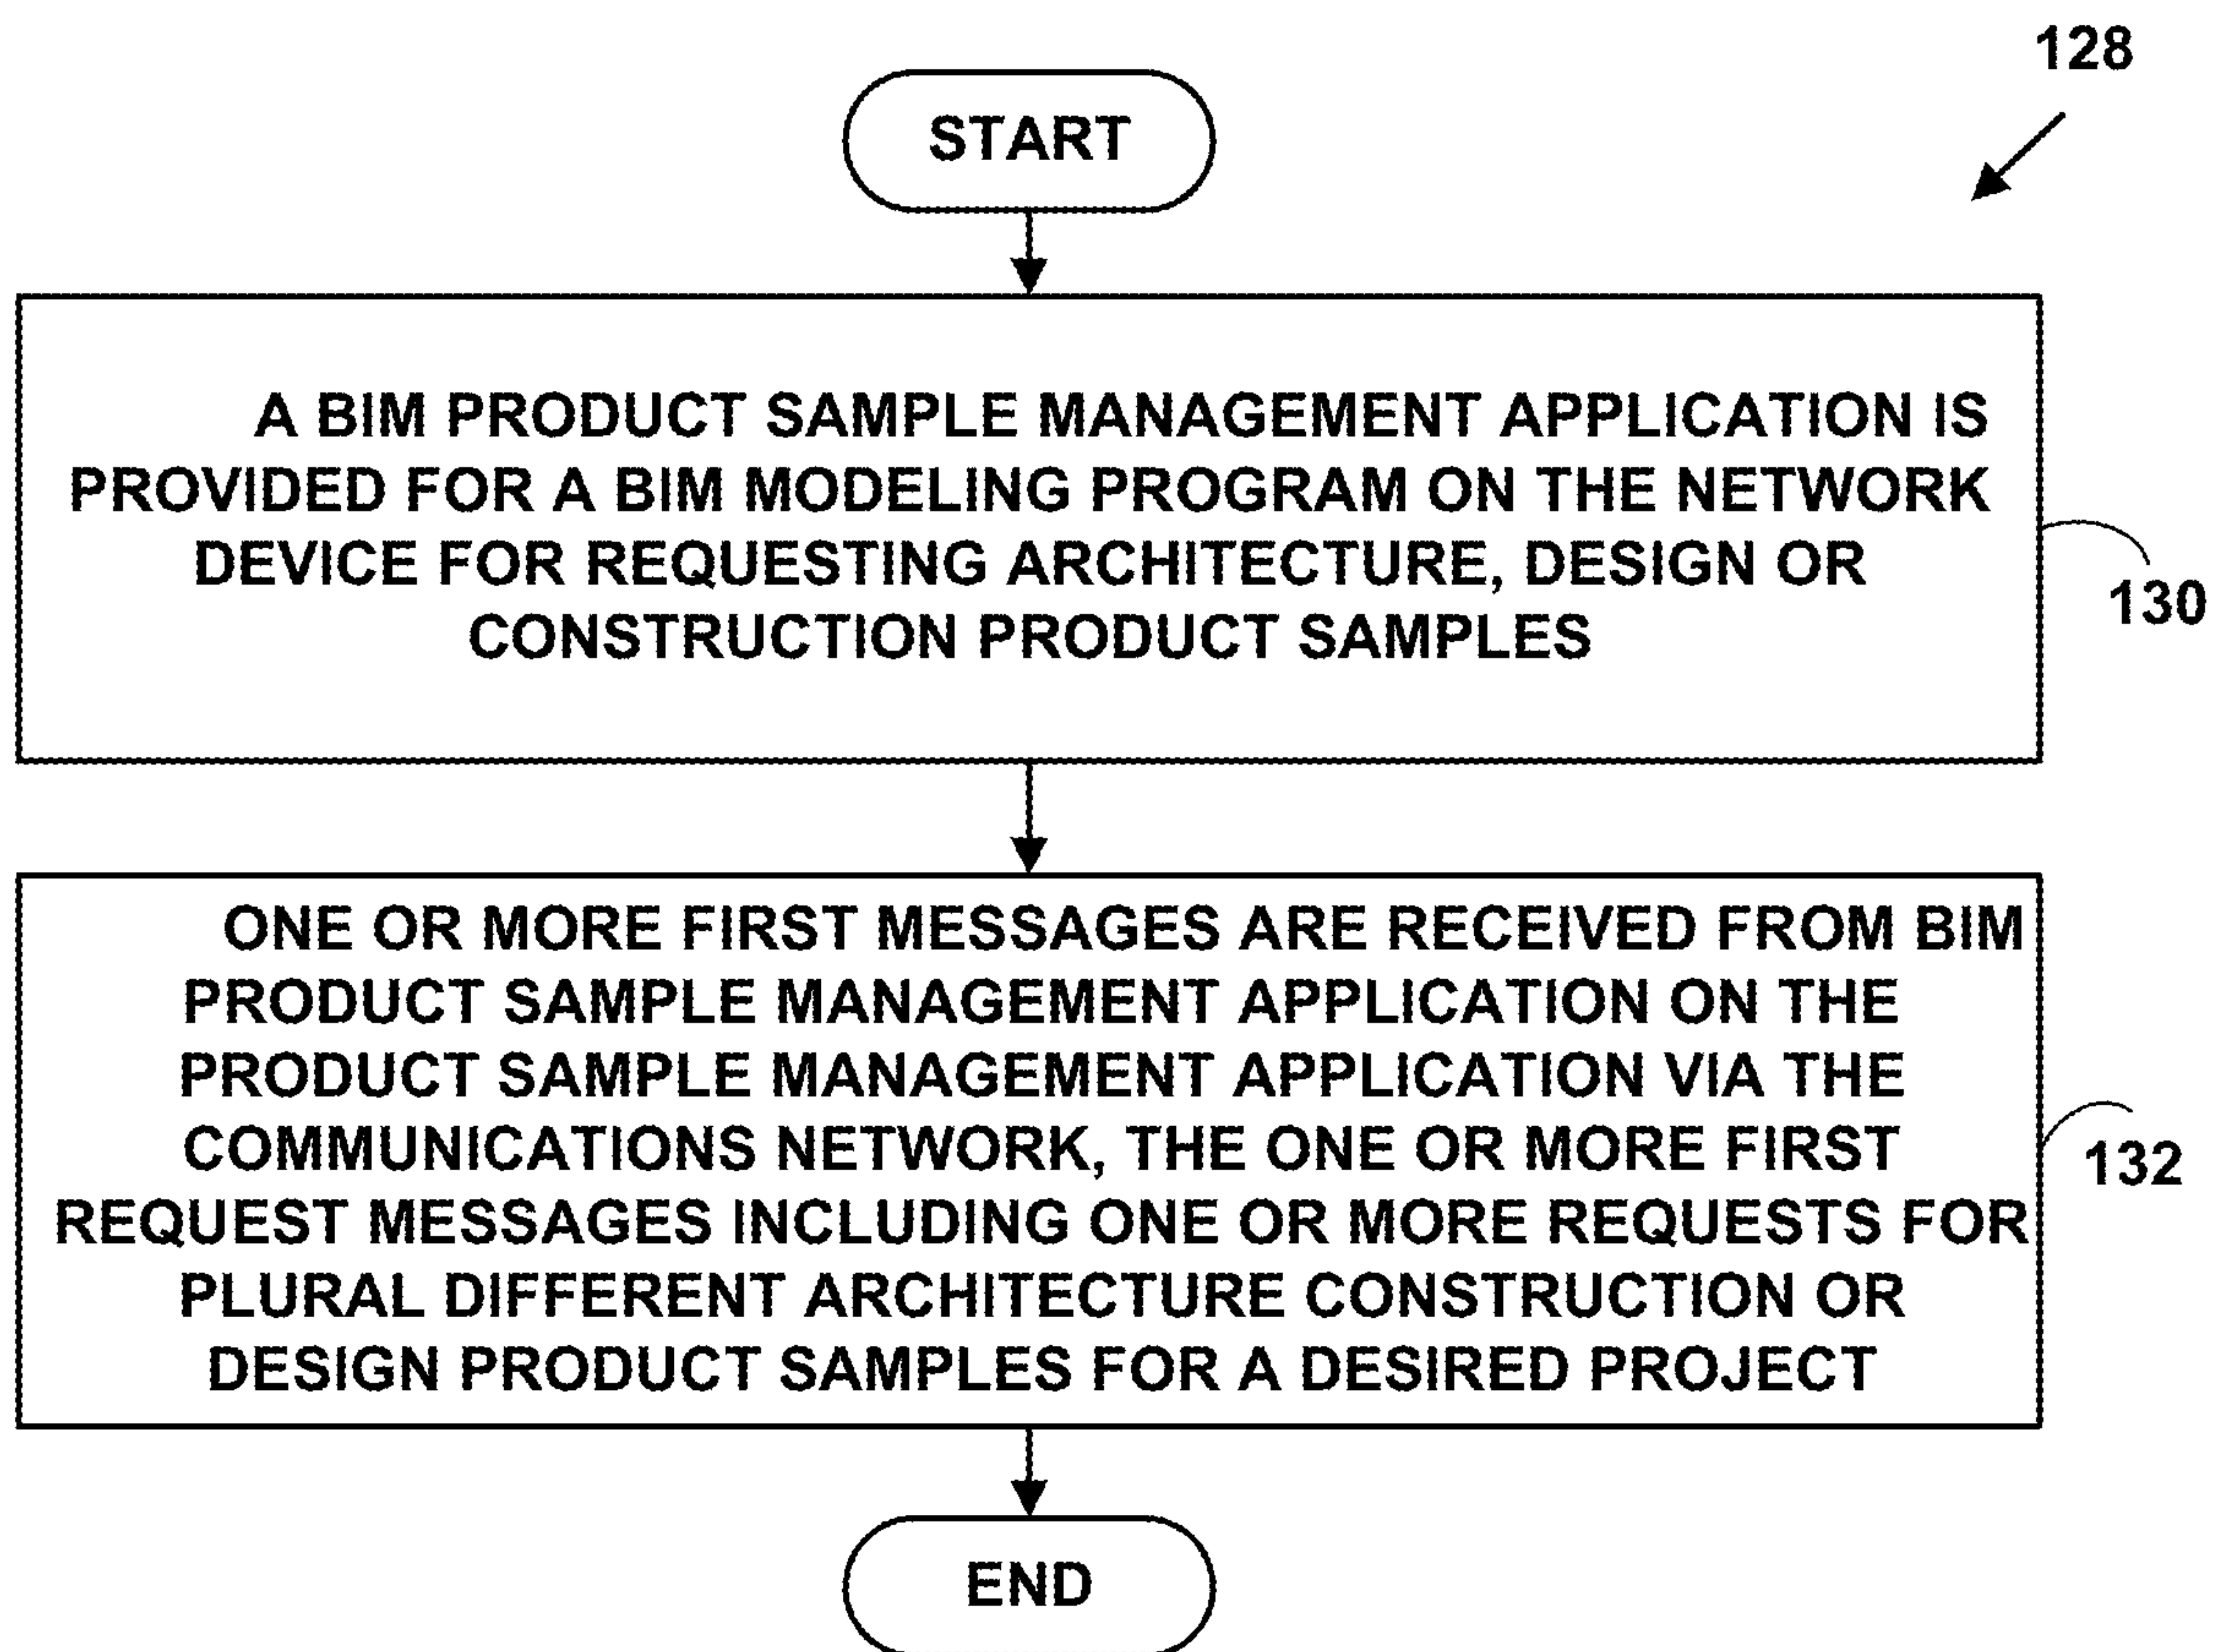 128
START
A BIM PRODUCT SAMPLE MANAGEMENT APPLICATION IS
PROVIDED FOR A BIM MODELING PROGRAM ON THE NETWORK
DEVICE FOR REQUESTING ARCHITECTURE, DESIGN OR
CONSTRUCTION PRODUCT SAMPLES
130
ONE OR MORE FIRST MESSAGES ARE RECEIVED FROM BIM
PRODUCT SAMPLE MANAGEMENT APPLICATION ON THE
PRODUCT SAMPLE MANAGEMENT APPLICATION VIA THE
COMMUNICATIONS NETWORK, THE ONE OR MORE FIRST
REQUEST MESSAGES INCLUDING ONE OR MORE REQUESTS FOR
PLURAL DIFFERENT ARCHITECTURE CONSTRUCTION OR
DESIGN PRODUCT SAMPLES FOR A DESIRED PROJECT
132
END